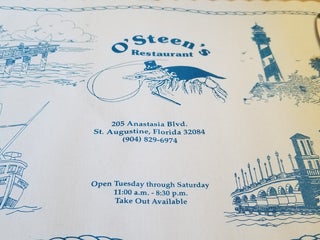 O'Steen's
Restaurant
205 Anastasia Blvd.
St. Augustine, Florida 32084
(904) 829-6974
Open Tuesday through Saturday
11:00 a.m. - 8:30 p.m.
Take Out Available